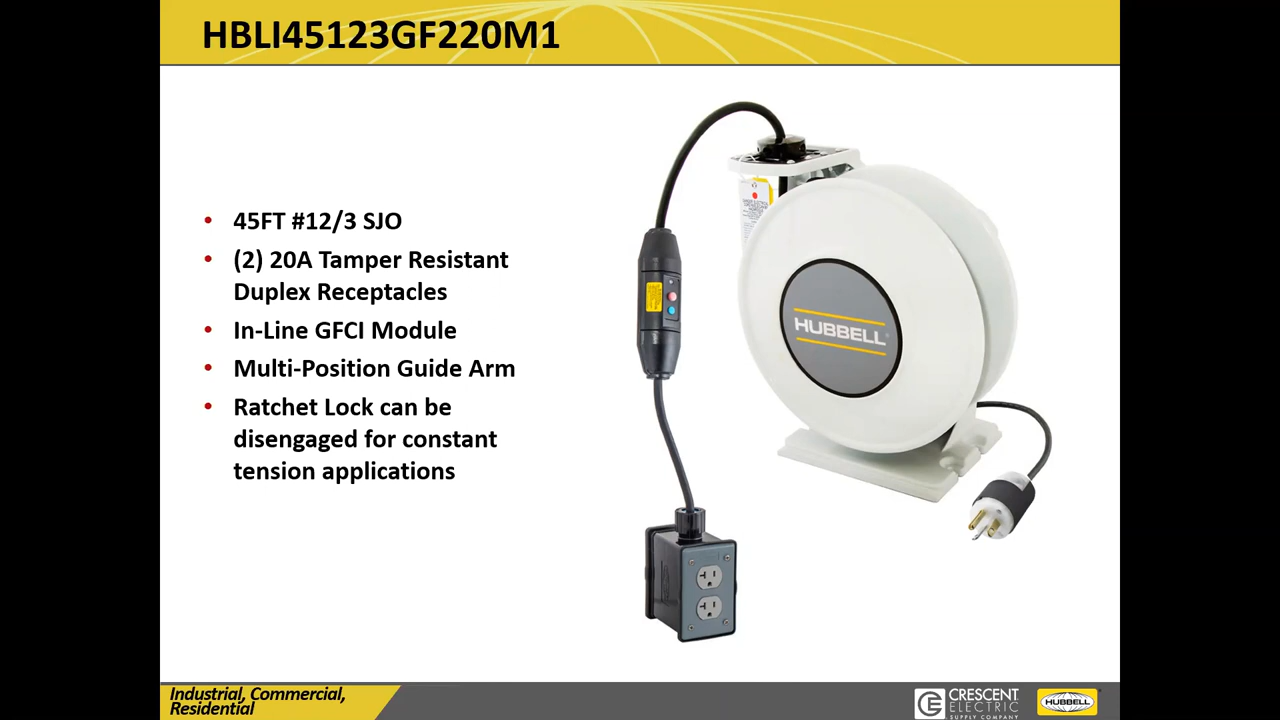 HBLI45123GF220M1
• 45FT #12/3 SJO
• (2) 20A Tamper Resistant
Duplex Receptacles
• In-Line GFCI Module
• Multi-Position Guide Arm
• Ratchet Lock can be
disengaged for constant
tension applications
HUBBELL
Industrial, Commercial,
Residential
CRESCENT
ELECTRIC
SUPPLY COMPANY
HUBBELL